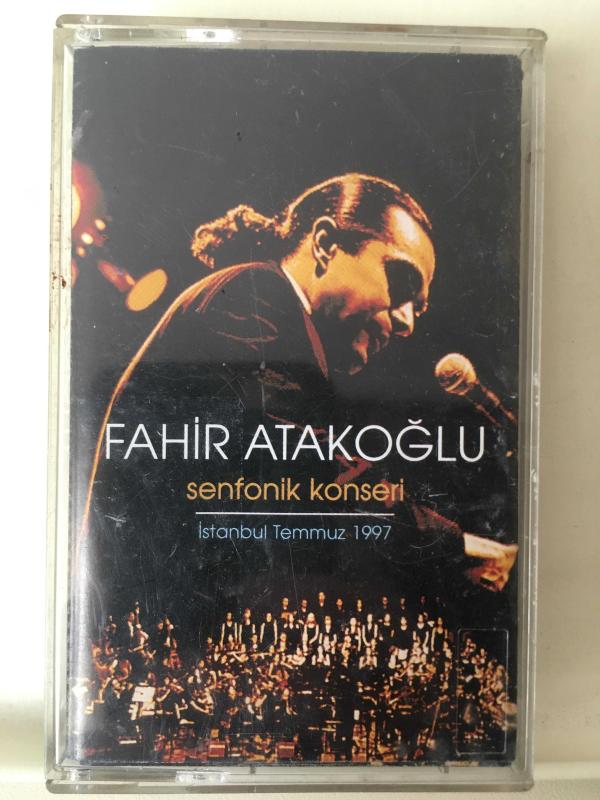 FAHİR ATAKOĞLU
senfonik konseri
İstanbul Temmuz 1997